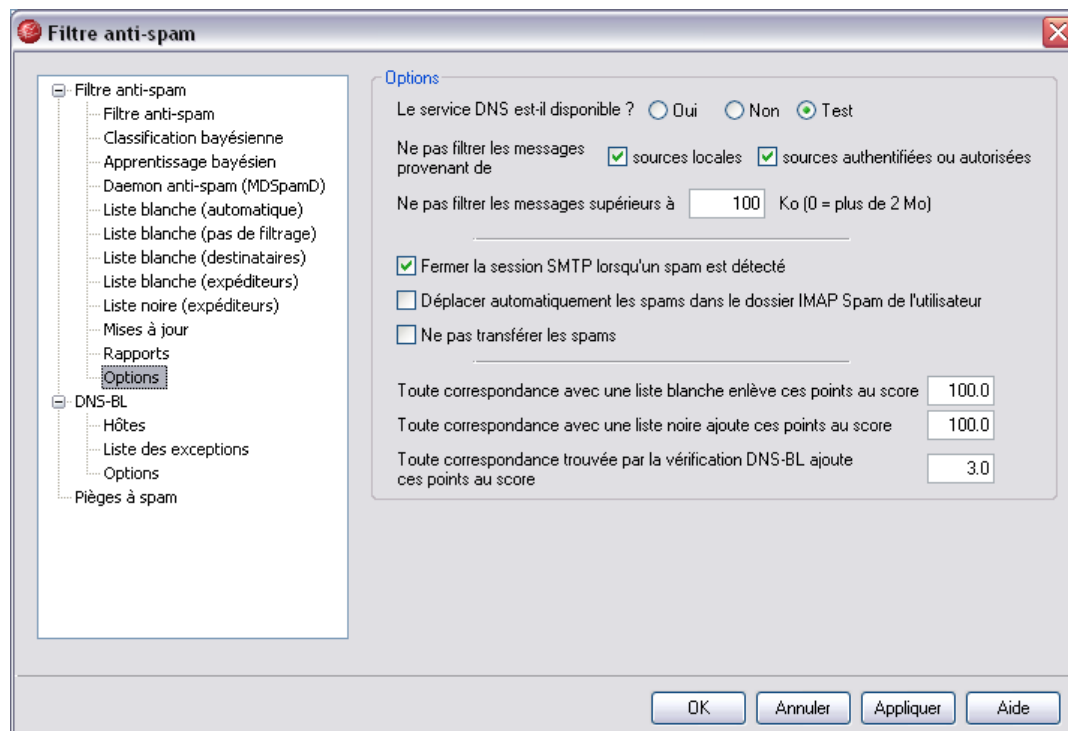 Filtre anti-spam
Filtre anti-spam
Filtre anti-spam
Classification bayésienne
Apprentissage bayésien
Daemon anti-spam (MDSpamD)
Liste blanche (automatique)
Liste blanche (pas de filtrage)
Liste blanche (destinataires)
Liste blanche (expéditeurs)
Liste noire (expéditeurs)
Mises à jour
Rapports
Options
DNS-BL
Hôtes
Liste des exceptions
Options
Pièges à spam
Options
Le service DNS est-il disponible ? Oui Non Test
Ne pas filtrer les messages
provenant de
sources locales sources authentifiées ou autorisées
Ne pas filtrer les messages supérieurs à 100 Ko (0 = plus de 2 Mo)
Fermer la session SMTP lorsqu'un spam est détecté
Déplacer automatiquement les spams dans le dossier IMAP Spam de l'utilisateur
Ne pas transférer les spams
Toute correspondance avec une liste blanche enlève ces points au score 100.0
Toute correspondance avec une liste noire ajoute ces points au score 100.0
Toute correspondance trouvée par la vérification DNS-BL ajoute
ces points au score 3.0
OK Annuler Appliquer Aide